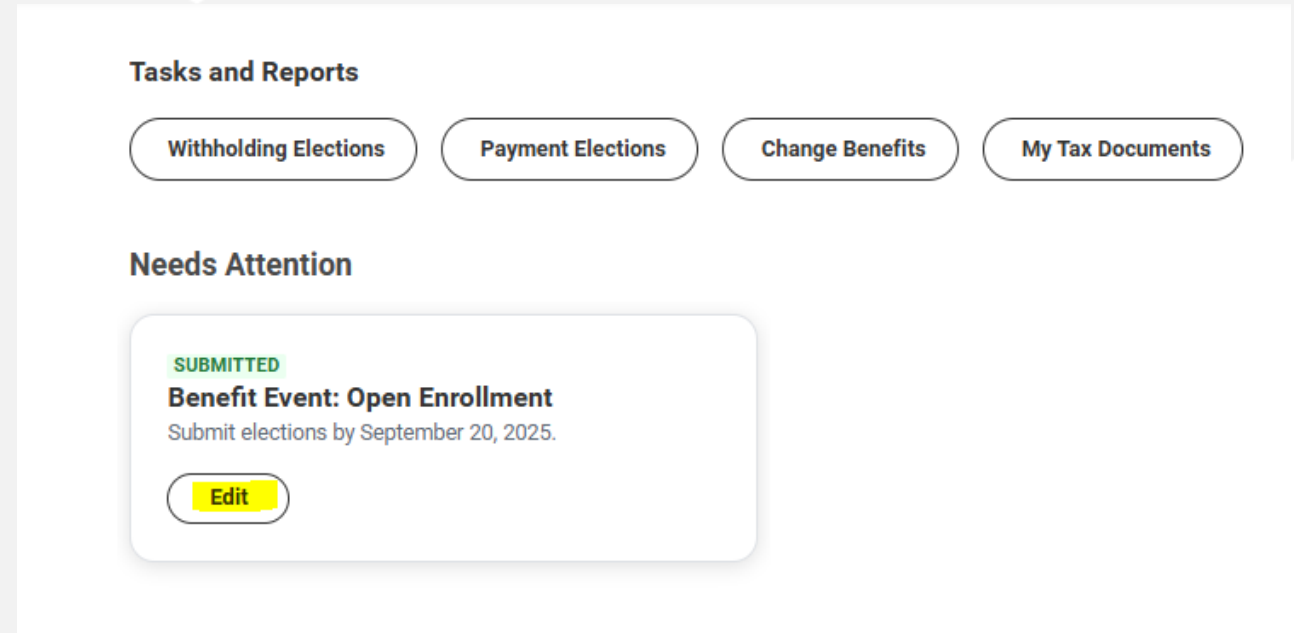 Tasks and Reports
Withholding Elections Payment Elections Change Benefits My Tax Documents
Needs Attention
SUBMITTED
Benefit Event: Open Enrollment
Submit elections by September 20, 2025.
Edit